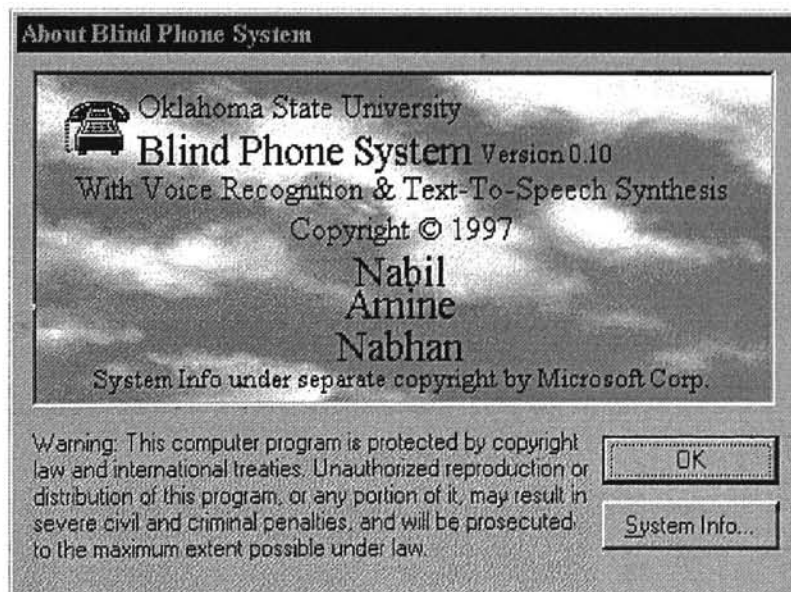 About Blind Phone System
Oklahoma State University
Blind Phone System Version 0.10
With Voice Recognition & Text-To-Speech Synthesis
Copyright © 1997
Nabil
Amine
Nabhan
System Info under separate copyright by Microsoft Corp.
Warning: This computer program is protected by copyright
law and international treaties. Unauthorized reproduction or
distribution of this program, or any portion of it, may result in
severe civil and criminal penalties, and will be prosecuted
to the maximum extent possible under law.
OK
System Info...